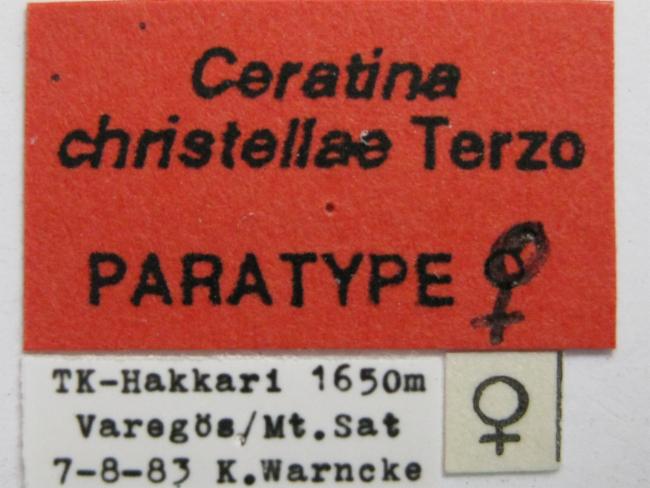 Ceratina
christellae Terzo
PARATYPE ♀
TK-Hakkari 1650m
Varegös/Mt.Sat
7-8-83 K.Warncke
♀